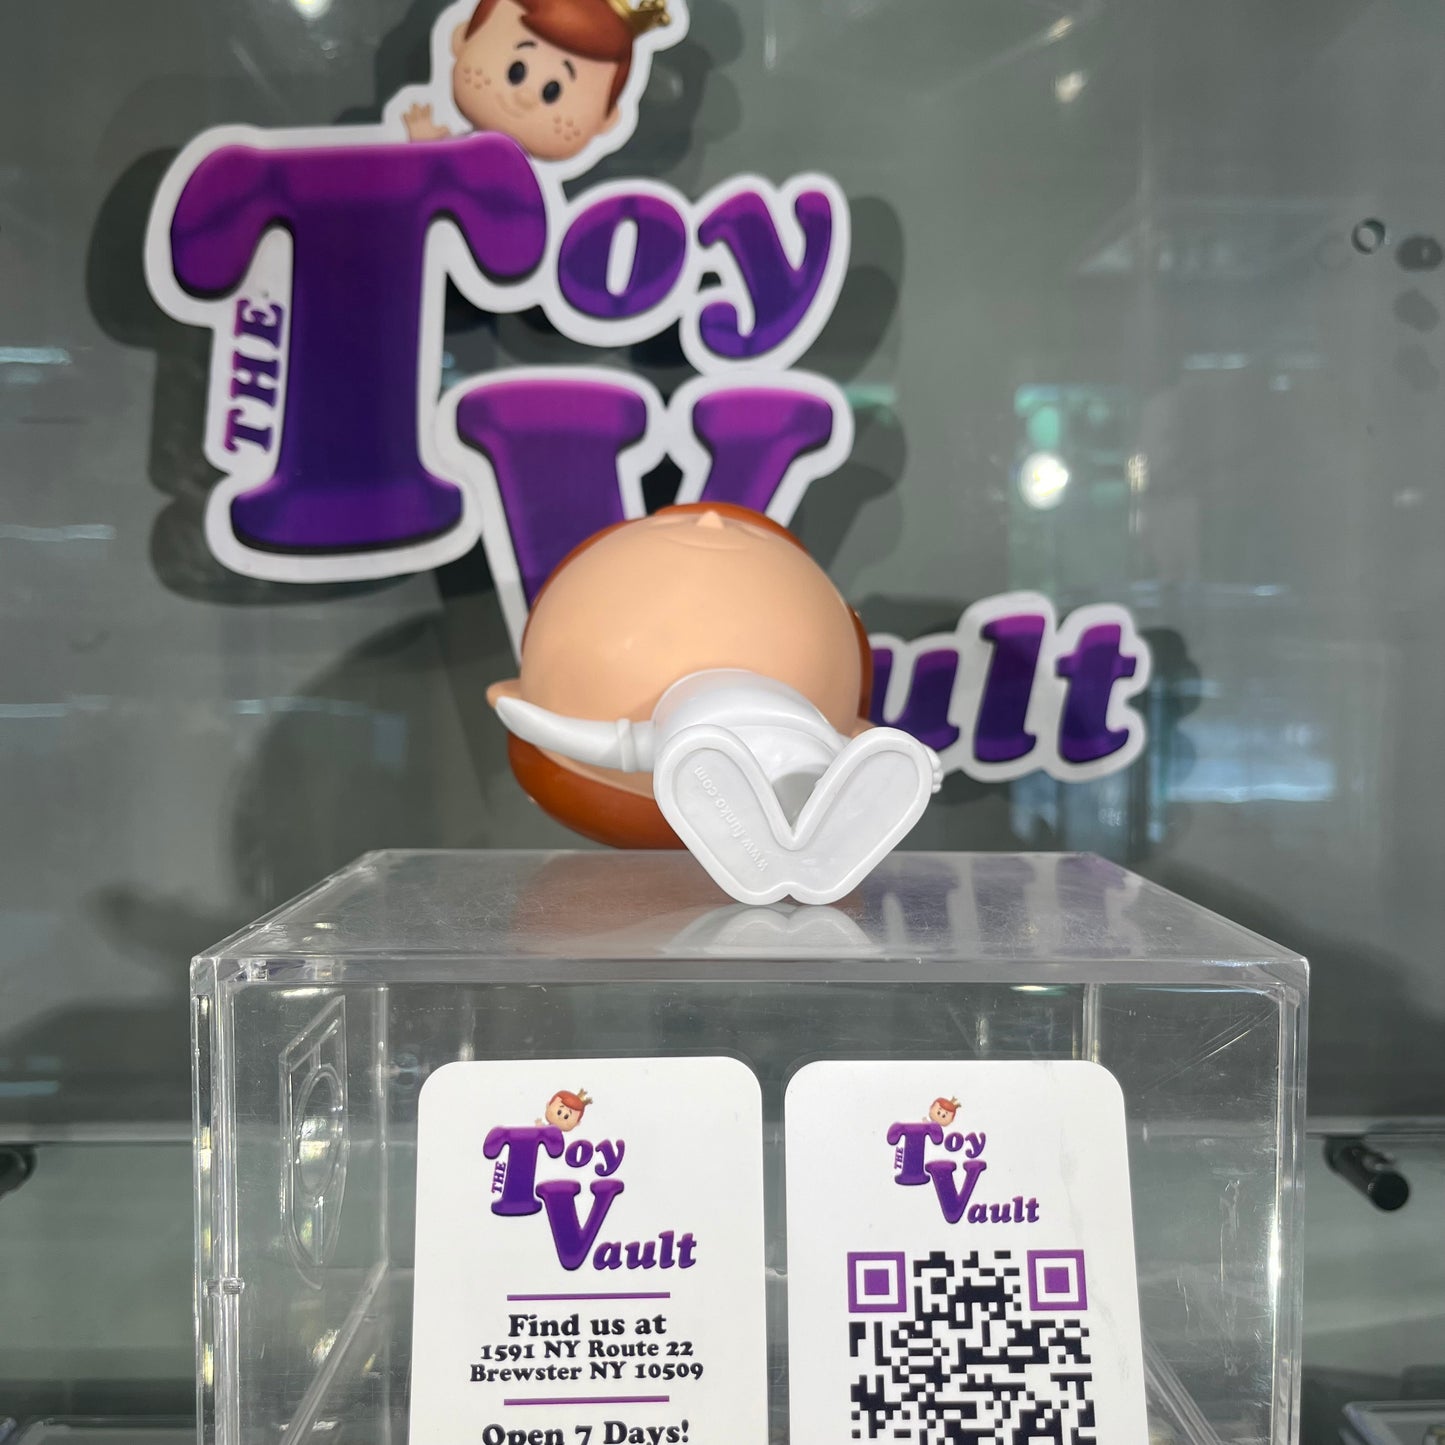 THE
Toy
Vault
www.funko.com
THE
Toy
Vault
Find us at
1591 NY Route 22
Brewster NY 10509
Open 7 Days!
THE
Toy
Vault